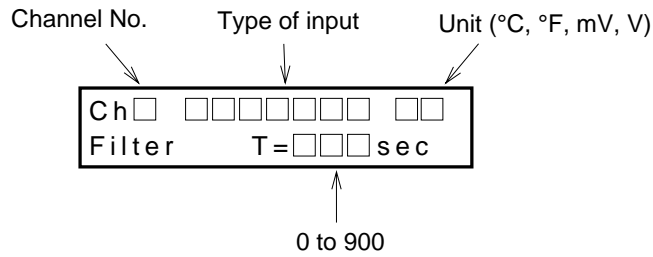 Channel No. Type of input Unit (°C, °F, mV, V)
Ch□ □□□□□□□ □□
Filter T=□□□sec
0 to 900